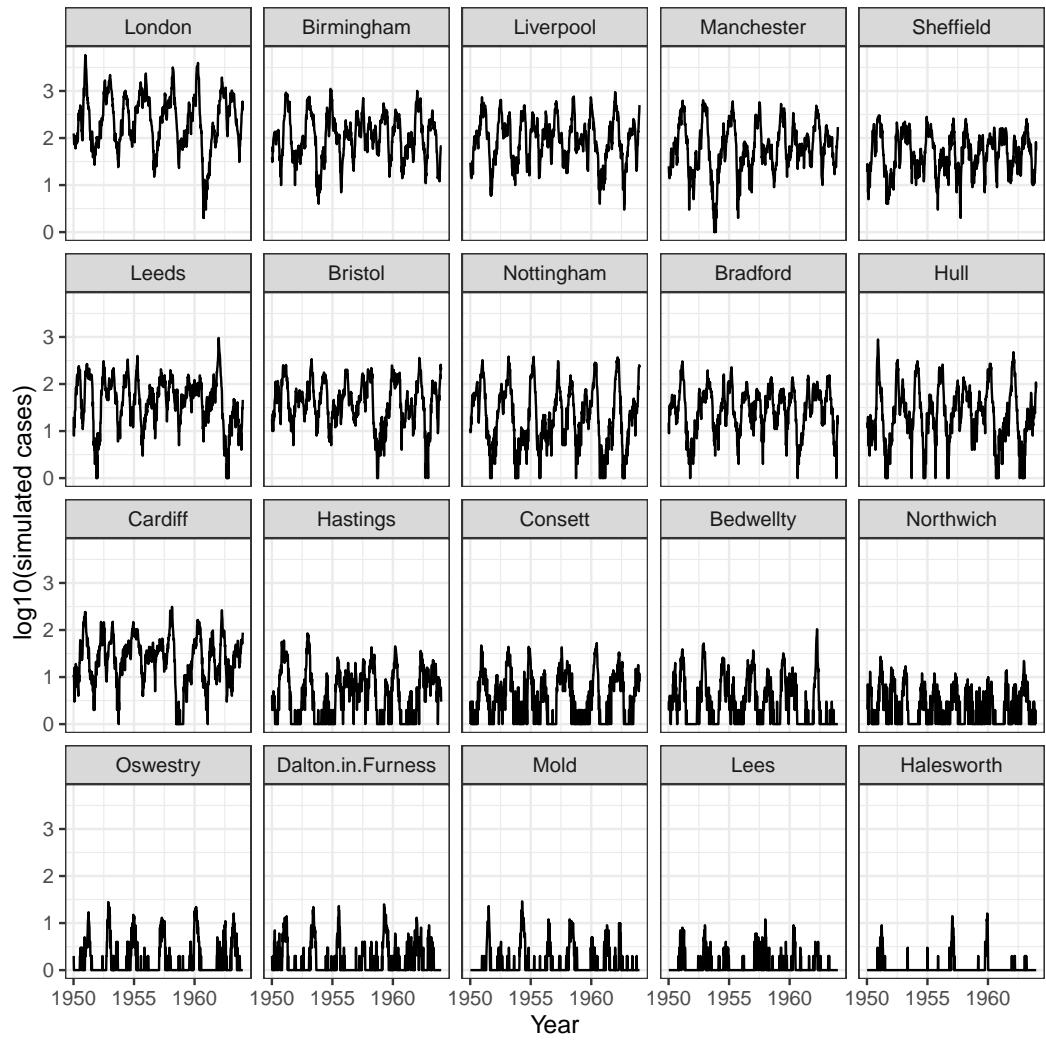 London Birmingham Liverpool Manchester Sheffield
3
2
1
0
Leeds Bristol Nottingham Bradford Hull
3
2
1
0
Cardiff Hastings Consett Bedwellty Northwich
3
2
1
0
Oswestry Dalton.in.Furness Mold Lees Halesworth
3
2
1
0
1950 1955 1960 1950 1955 1960 1950 1955 1960 1950 1955 1960 1950 1955 1960
Year
log10(simulated cases)